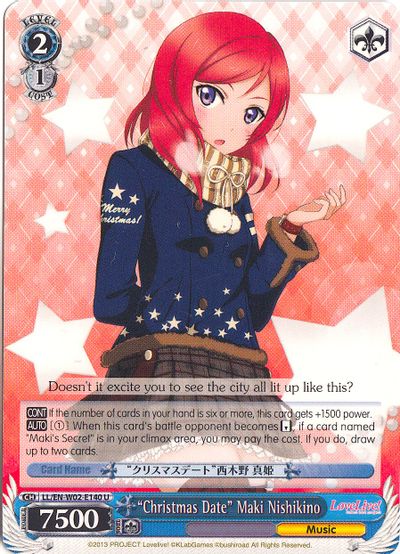 LEVEL
2
1
COST
Merry
Christmas!
Doesn't it excite you to see the city all lit up like this?
CONT If the number of cards in your hand is six or more, this card gets +1500 power.
AUTO [①] When this card's battle opponent becomes, if a card named
"Maki's Secret" is in your climax area, you may pay the cost. If you do, draw
up to two cards.
Card Name
"クリスマスデート"西木野 真姫
CH LL/EN-W02-E140 U
"Christmas Date" Maki Nishikino
LoveLive!
POWER
7500
Music
©2013 PROJECT Lovelive! ©KLabGames ©bushiroad All Rights Reserved.